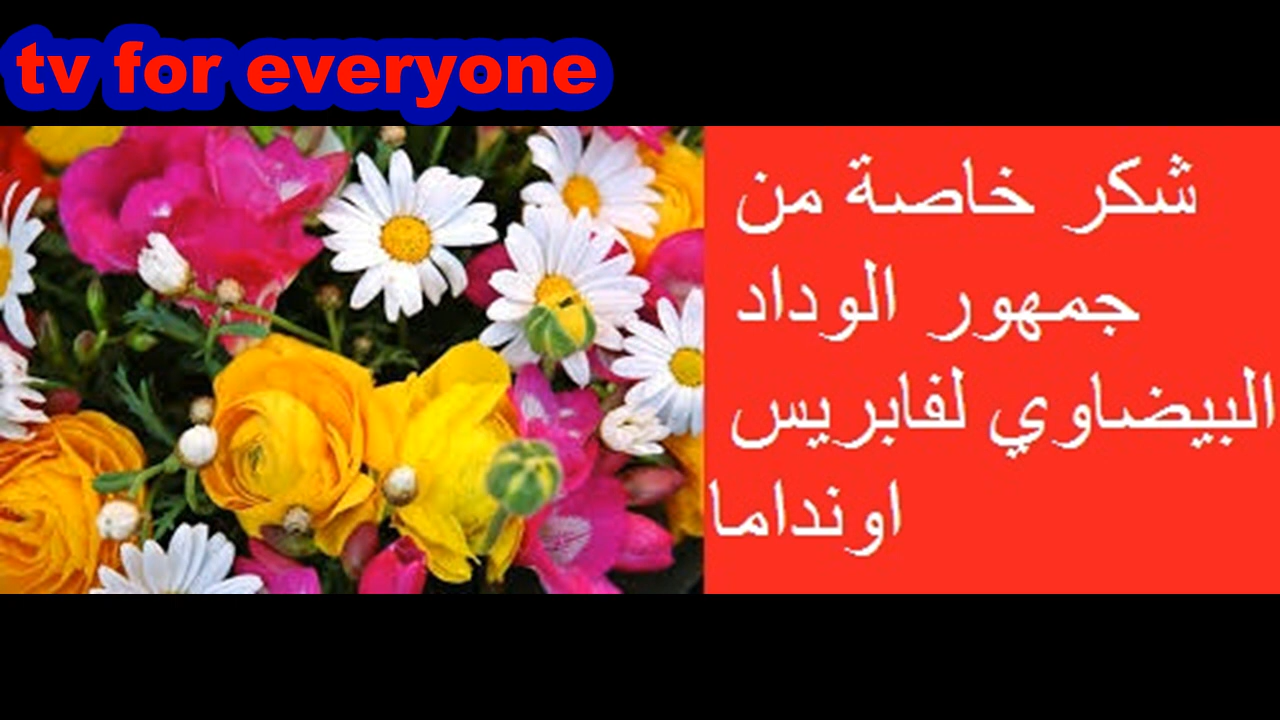 tv for everyone
شكر خاصة من
جمهور الوداد
البيضاوي لفابريس
اونداما